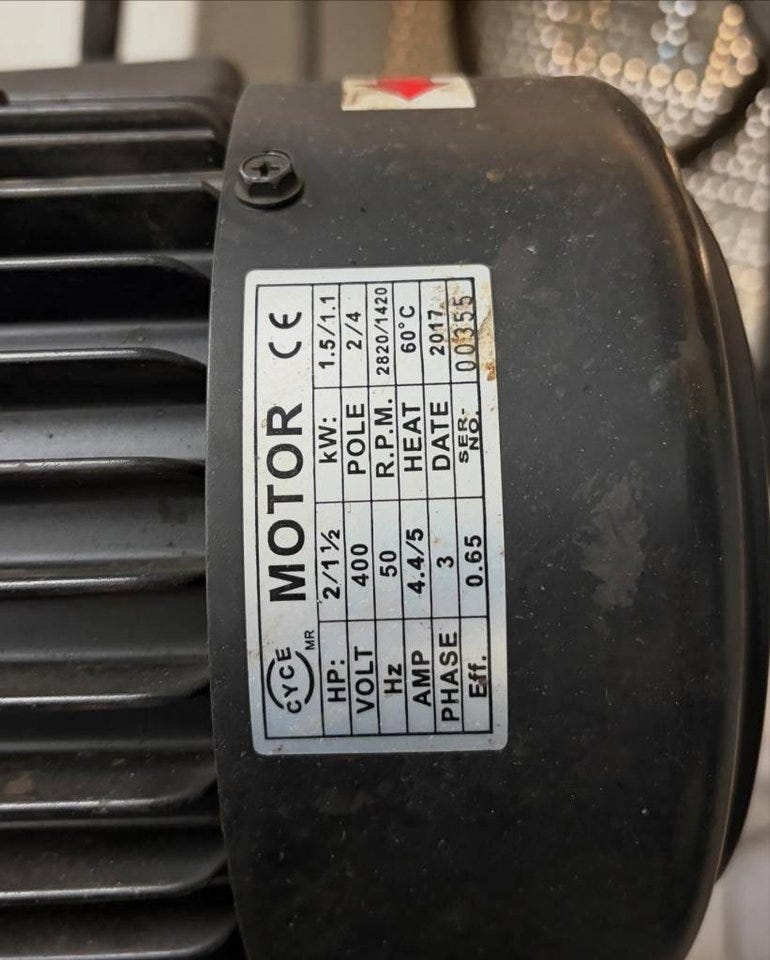 CYCE MOTOR CE
MR
HP: 2/1½ kW: 1.5/1.1
VOLT 400 POLE 2/4
Hz 50 R.P.M. 2820/1420
AMP 4.4/5 HEAT 60°C
PHASE 3 DATE 2017
Eff. 0.65 SER. NO. 00355